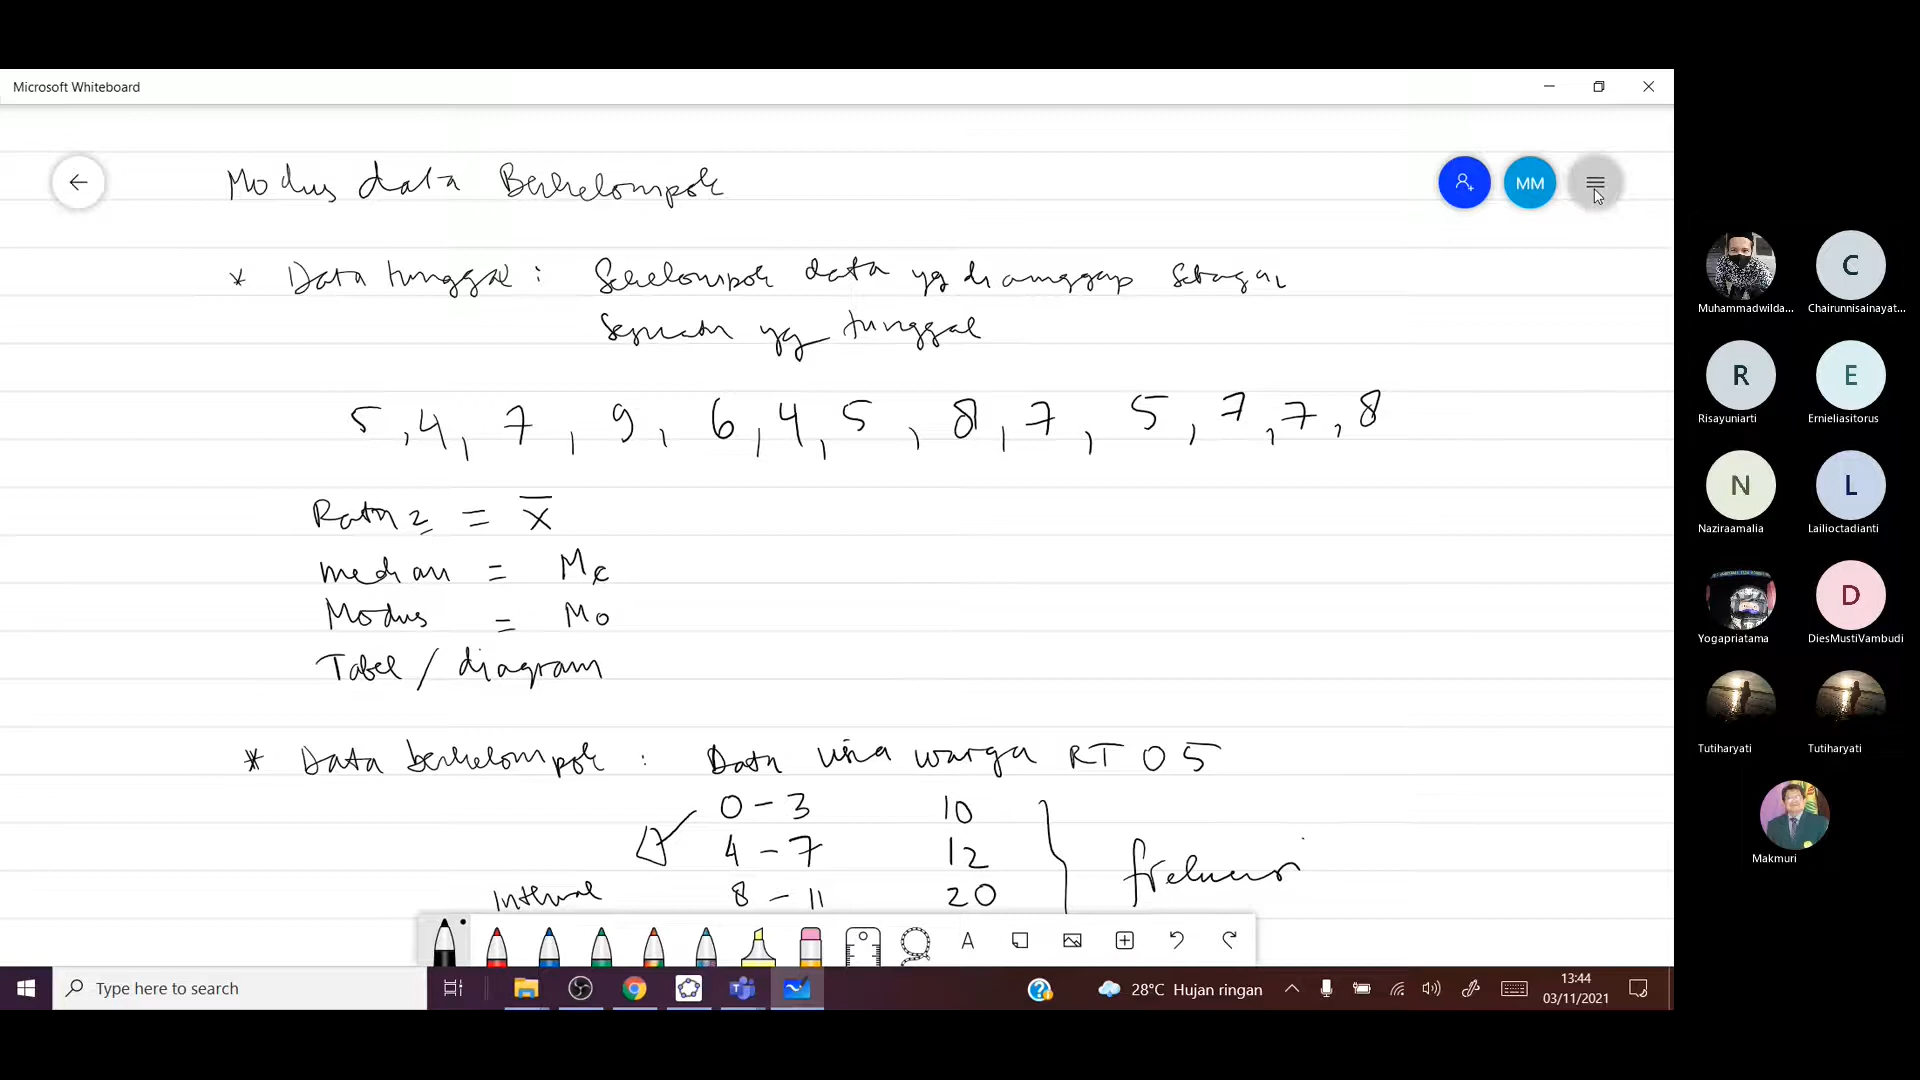 Microsoft Whiteboard
Modus data Berkelompok
MM
* Data tunggal : Sekelompok data yg dianggap sebagai
sesuatu yg tunggal
5, 4, 7, 9, 6, 4, 5, 8, 7, 5, 7, 7, 8
Rata2 = x̄
median = Me
Modus = Mo
Tabel / diagram
* Data berkelompok : Data usia warga RT 05
0 - 3 10
4 - 7 12
Interval 8 - 11 20
frekuensi
A
Type here to search
28°C Hujan ringan
13:44
03/11/2021
Muhammadwilda...
C
Chairunnisainayat...
R
Risayuniarti
E
Ernieliasitorus
N
Naziraamalia
L
Lailioctadianti
Yogapriatama
D
DiesMustiVambudi
Tutiharyati
Tutiharyati
Makmuri